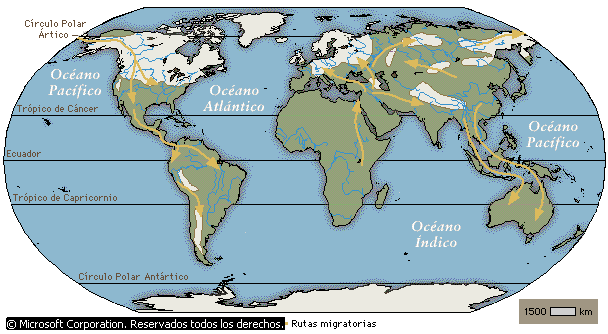 Círculo Polar
Ártico
Océano
Pacífico
Océano
Atlántico
Trópico de Cáncer
Océano
Pacífico
Ecuador
Trópico de Capricornio
Océano
Índico
Círculo Polar Antártico
1500 km
© Microsoft Corporation. Reservados todos los derechos. Rutas migratorias